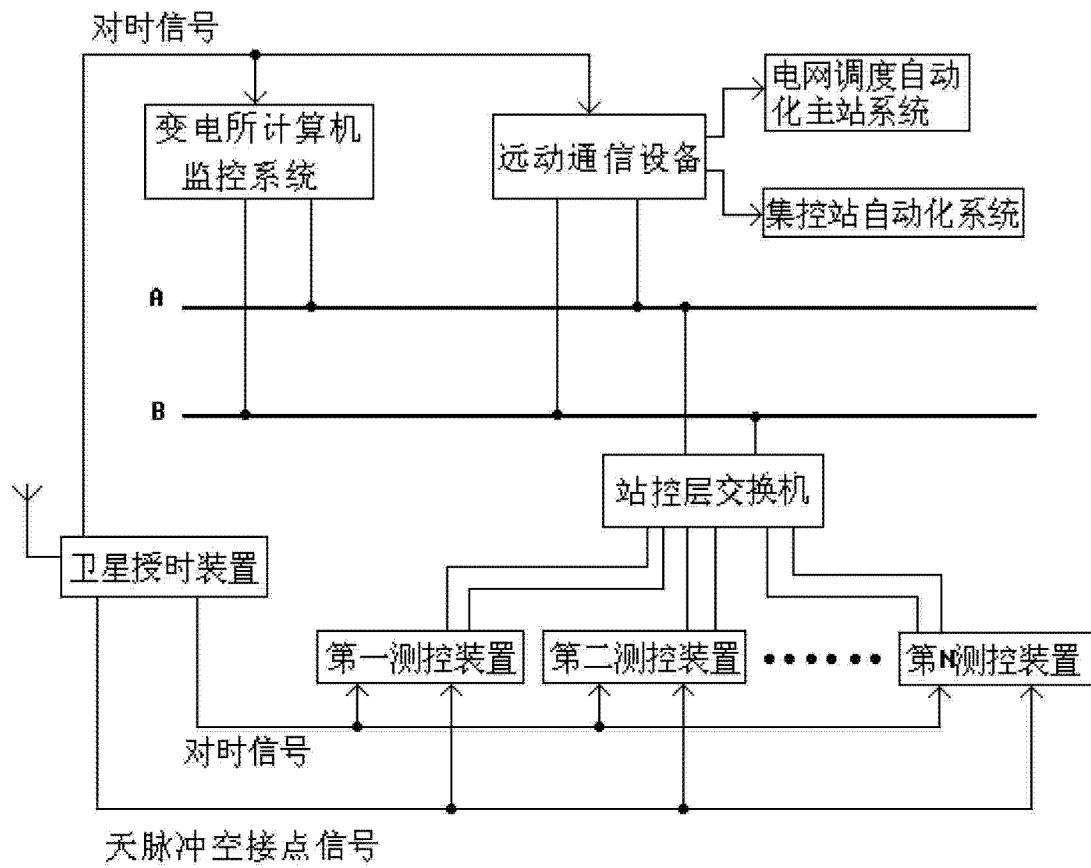 对时信号
电网调度自动
化主站系统
变电所计算机
监控系统
远动通信设备
集控站自动化系统
A
B
站控层交换机
卫星授时装置
第一测控装置
第二测控装置
第N测控装置
对时信号
天脉冲空接点信号